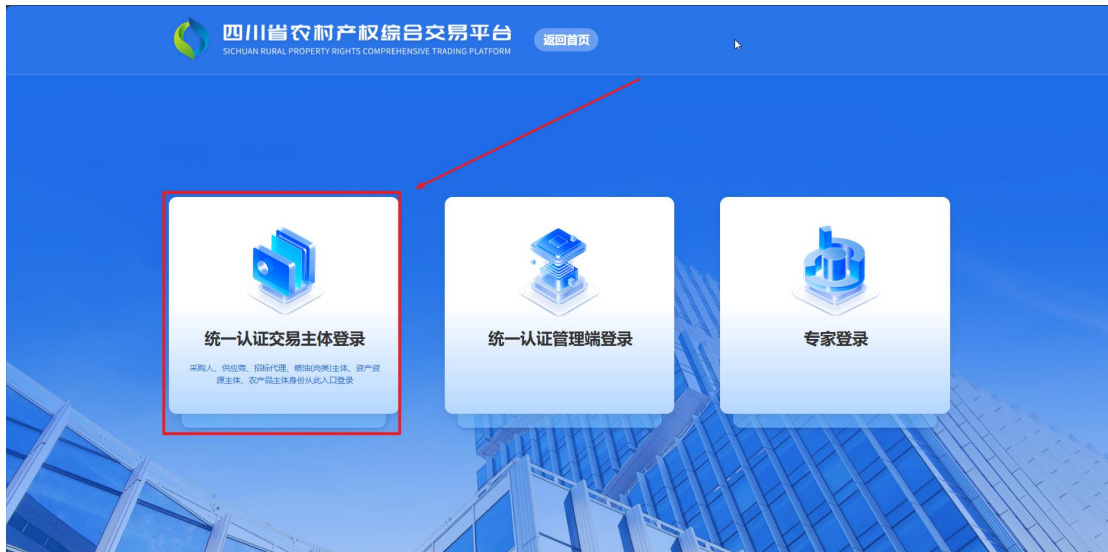 四川省农村产权综合交易平台
SICHUAN RURAL PROPERTY RIGHTS COMPREHENSIVE TRADING PLATFORM
返回首页
统一认证交易主体登录
采购人、供应商、招标代理、粮油(肉类)主体、资产资
源主体、农产品主体身份从此入口登录
统一认证管理端登录
专家登录